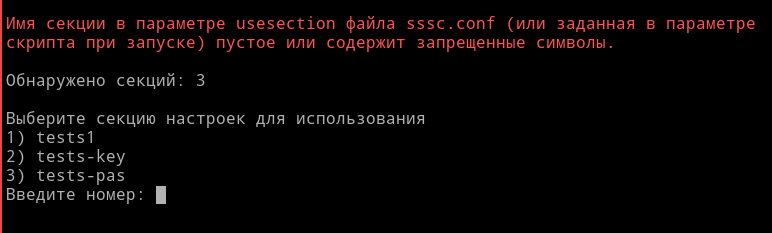 Имя секции в параметре usesection файла sssc.conf (или заданная в параметре
скрипта при запуске) пустое или содержит запрещенные символы.
Обнаружено секций: 3
Выберите секцию настроек для использования
1) tests1
2) tests-key
3) tests-pas
Введите номер: